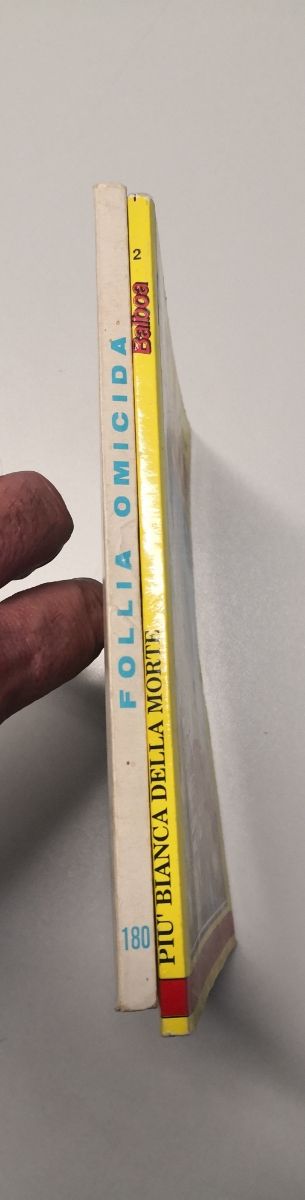 FOLLIA OMICIDA
180
2
Balboa
PIU' BIANCA DELLA MORTE